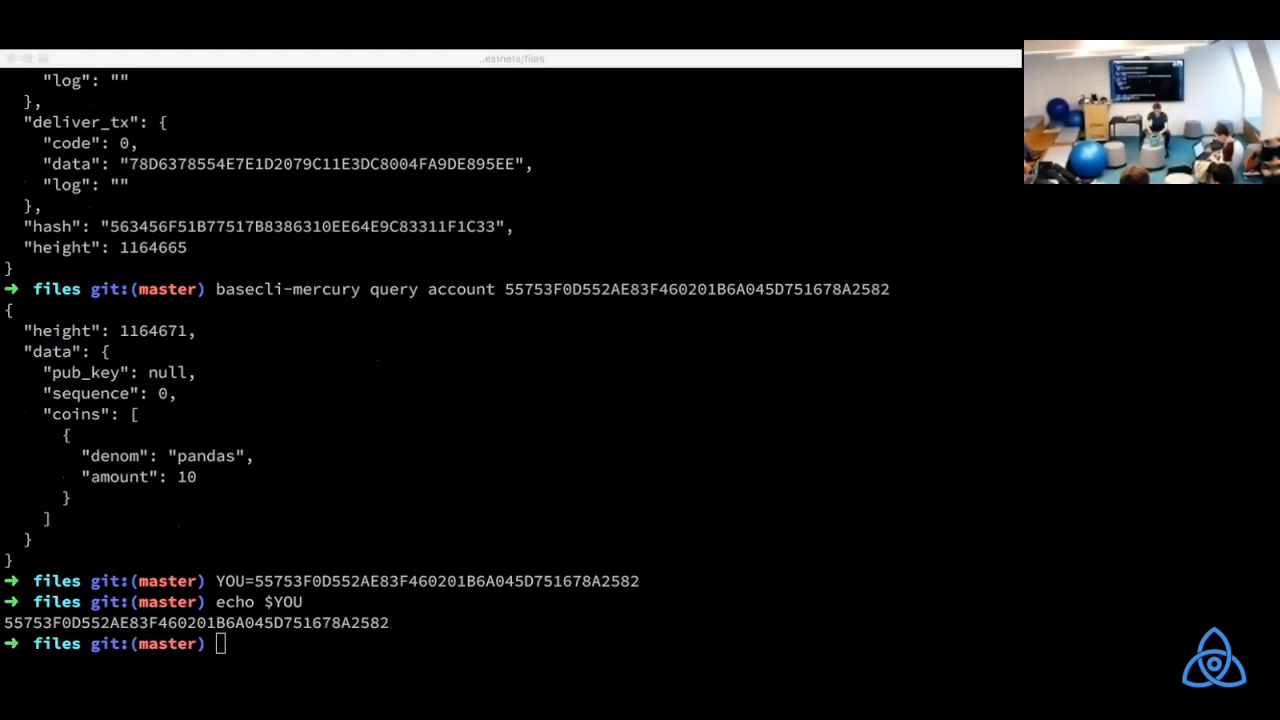 ..estnets/files
"log": ""
},
"deliver_tx": {
"code": 0,
"data": "78D6378554E7E1D2079C11E3DC8004FA9DE895EE",
"log": ""
},
"hash": "563456F51B77517B8386310EE64E9C83311F1C33",
"height": 1164665
}
➜ files git:(master) basecli-mercury query account 55753F0D552AE83F460201B6A045D751678A2582
{
"height": 1164671,
"data": {
"pub_key": null,
"sequence": 0,
"coins": [
{
"denom": "pandas",
"amount": 10
}
]
}
}
➜ files git:(master) YOU=55753F0D552AE83F460201B6A045D751678A2582
➜ files git:(master) echo $YOU
55753F0D552AE83F460201B6A045D751678A2582
➜ files git:(master)